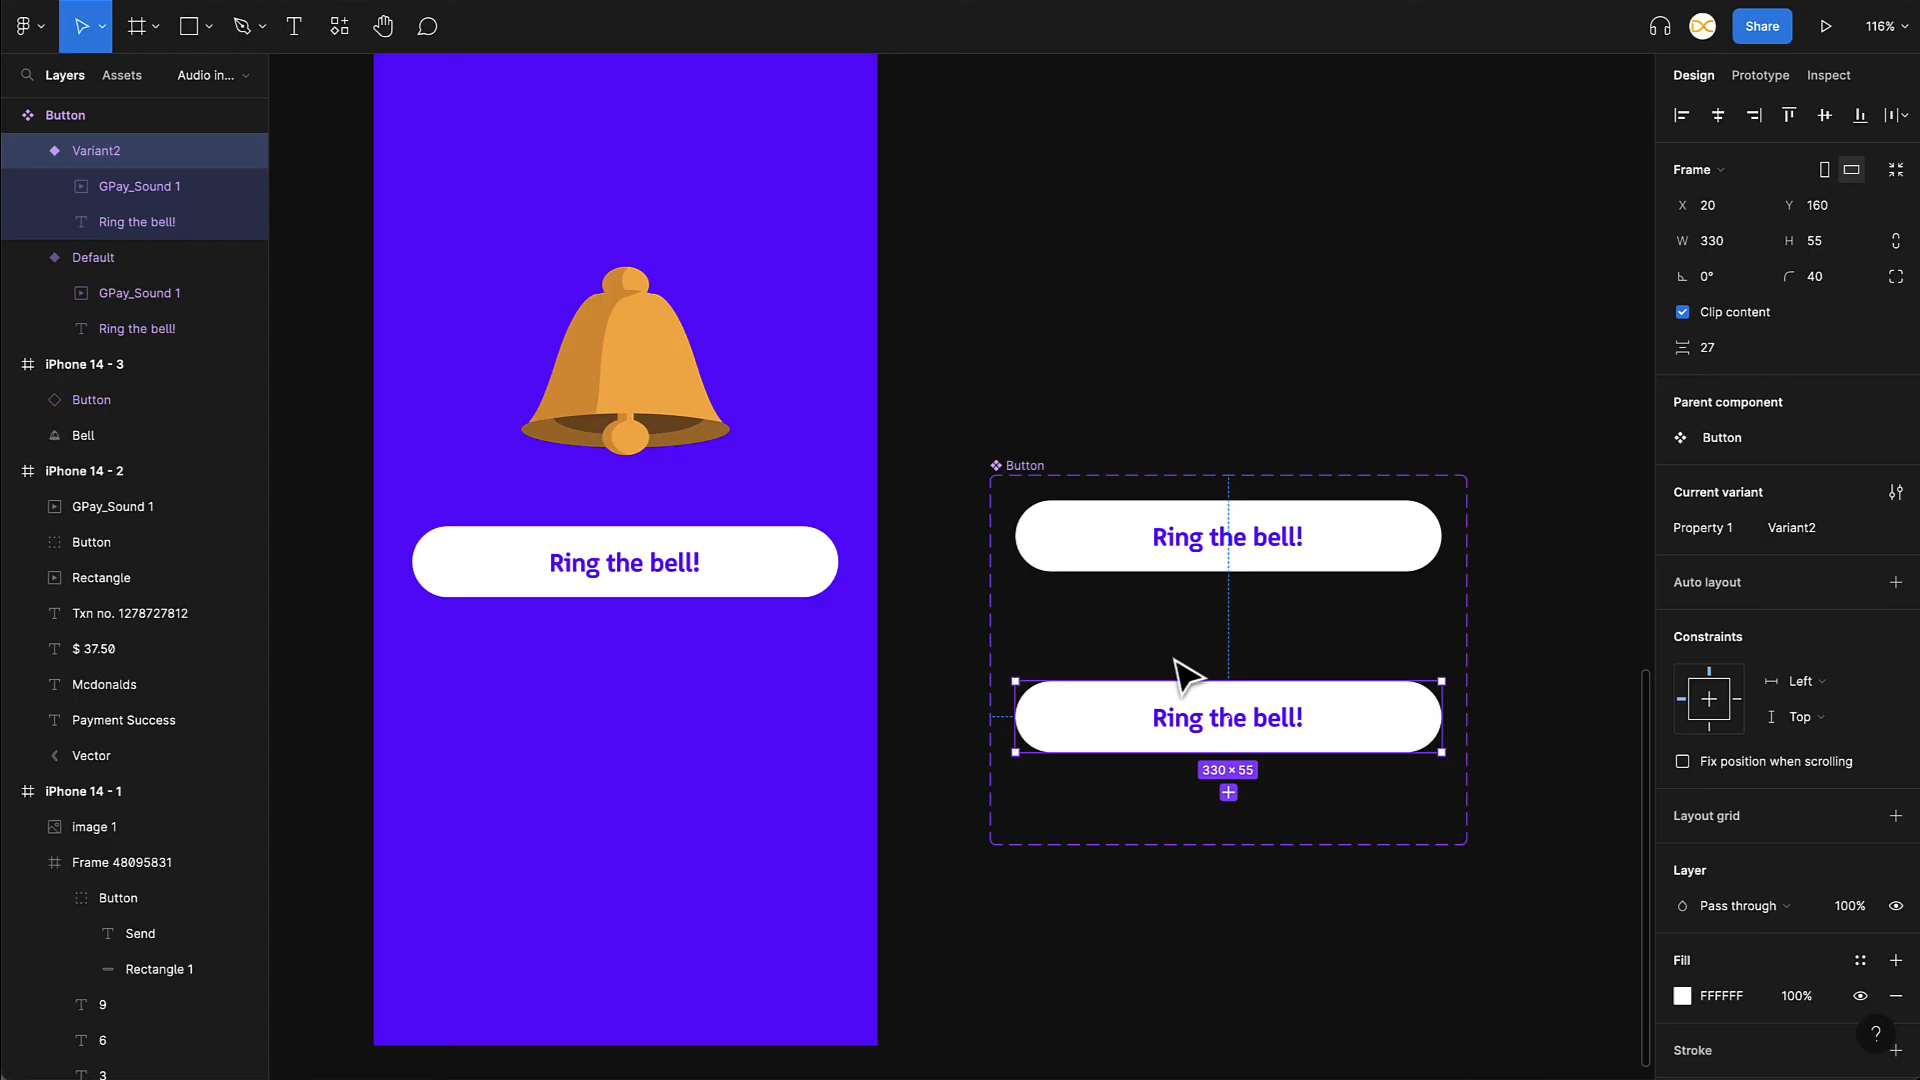 Share
116%
Layers
Assets
Audio in...
Button
Variant2
GPay_Sound 1
Ring the bell!
Default
GPay_Sound 1
Ring the bell!
iPhone 14 - 3
Button
Bell
iPhone 14 - 2
GPay_Sound 1
Button
Rectangle
Txn no. 1278727812
$ 37.50
Mcdonalds
Payment Success
Vector
iPhone 14 - 1
image 1
Frame 48095831
Button
Send
Rectangle 1
9
6
3
Ring the bell!
Button
Ring the bell!
Ring the bell!
330 × 55
Design
Prototype
Inspect
Frame
X 20
Y 160
W 330
H 55
0°
40
Clip content
27
Parent component
Button
Current variant
Property 1
Variant2
Auto layout
Constraints
Left
Top
Fix position when scrolling
Layout grid
Layer
Pass through
100%
Fill
FFFFFF
100%
?
Stroke